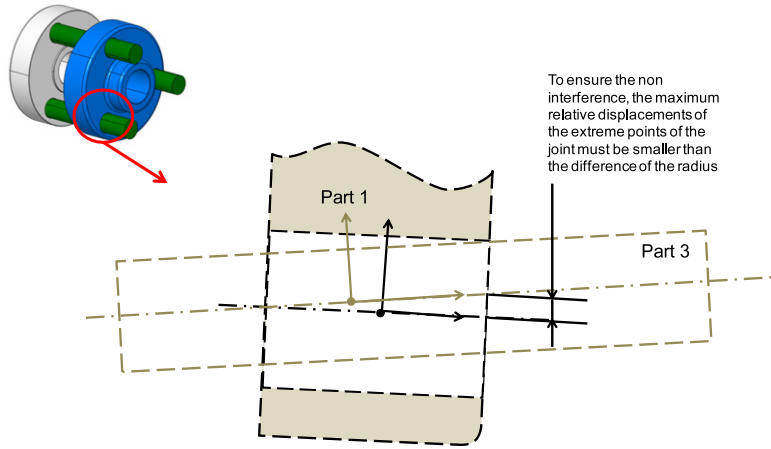 To ensure the non
interference, the maximum
relative displacements of
the extreme points of the
joint must be smaller than
the difference of the radius
Part 1
Part 3